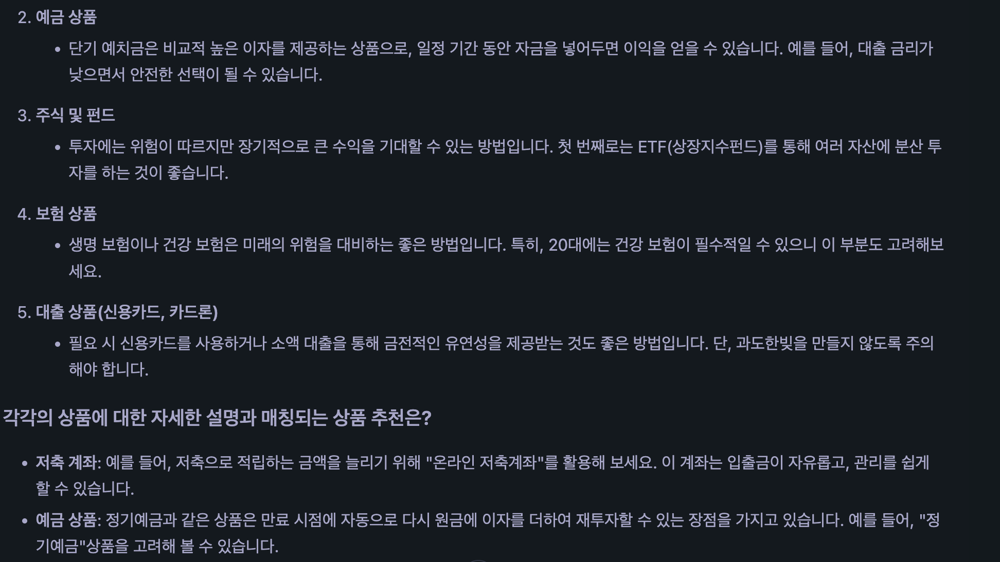 2. 예금 상품
• 단기 예치금은 비교적 높은 이자를 제공하는 상품으로, 일정 기간 동안 자금을 넣어두면 이익을 얻을 수 있습니다. 예를 들어, 대출 금리가
낮으면서 안전한 선택이 될 수 있습니다.
3. 주식 및 펀드
• 투자에는 위험이 따르지만 장기적으로 큰 수익을 기대할 수 있는 방법입니다. 첫 번째로는 ETF(상장지수펀드)를 통해 여러 자산에 분산 투
자를 하는 것이 좋습니다.
4. 보험 상품
• 생명 보험이나 건강 보험은 미래의 위험을 대비하는 좋은 방법입니다. 특히, 20대에는 건강 보험이 필수적일 수 있으니 이 부분도 고려해보
세요.
5. 대출 상품(신용카드, 카드론)
• 필요 시 신용카드를 사용하거나 소액 대출을 통해 금전적인 유연성을 제공받는 것도 좋은 방법입니다. 단, 과도한빚을 만들지 않도록 주의
해야 합니다.
각각의 상품에 대한 자세한 설명과 매칭되는 상품 추천은?
• 저축 계좌: 예를 들어, 저축으로 적립하는 금액을 늘리기 위해 "온라인 저축계좌"를 활용해 보세요. 이 계좌는 입출금이 자유롭고, 관리를 쉽게
할 수 있습니다.
• 예금 상품: 정기예금과 같은 상품은 만료 시점에 자동으로 다시 원금에 이자를 더하여 재투자할 수 있는 장점을 가지고 있습니다. 예를 들어, "정
기예금"상품을 고려해 볼 수 있습니다.